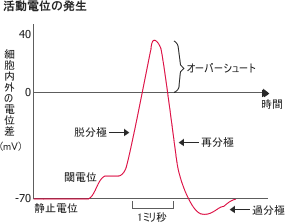 活動電位の発生
40
細胞内外の電位差
(mV)
オーバーシュート
0
時間
脱分極
再分極
閾電位
-70
静止電位
1ミリ秒
過分極